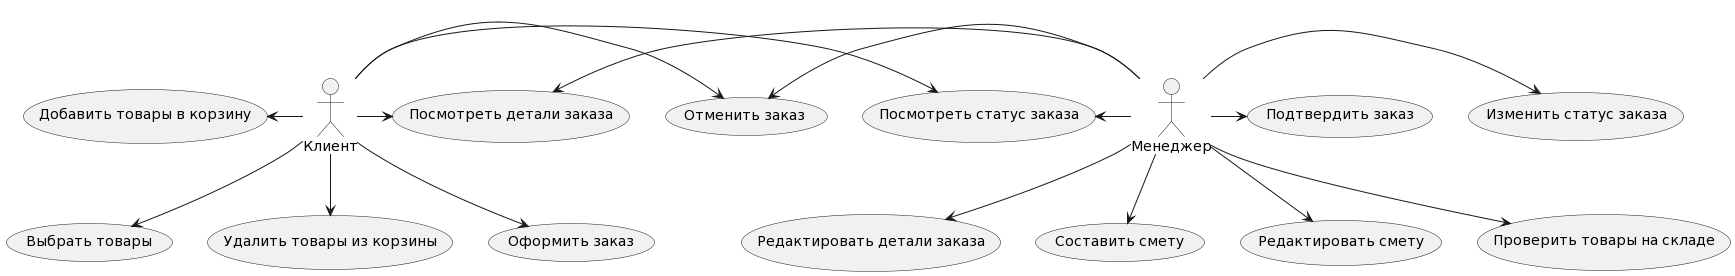 Добавить товары в корзину
Посмотреть детали заказа
Отменить заказ
Посмотреть статус заказа
Подтвердить заказ
Изменить статус заказа
Клиент
Менеджер
Выбрать товары
Удалить товары из корзины
Оформить заказ
Редактировать детали заказа
Составить смету
Редактировать смету
Проверить товары на складе